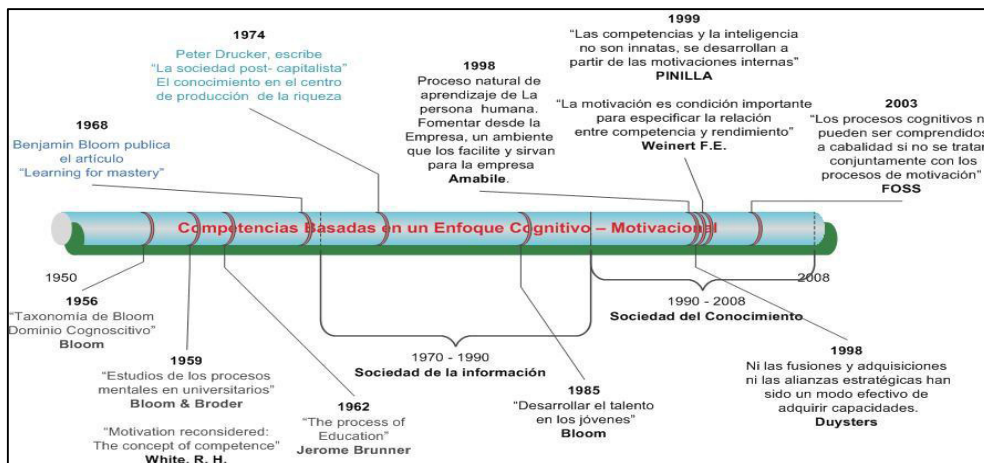 1974
Peter Drucker, escribe
“La sociedad post- capitalista”
El conocimiento en el centro
de producción de la riqueza
1968
Benjamin Bloom publica
el artículo
“Learning for mastery”
1998
Proceso natural de
aprendizaje de La
persona humana.
Fomentar desde la
Empresa, un ambiente
que los facilite y sirvan
para la empresa
Amabile.
1999
“Las competencias y la inteligencia
no son innatas, se desarrollan a
partir de las motivaciones internas”
PINILLA
“La motivación es condición importante
para especificar la relación
entre competencia y rendimiento”
Weinert F.E.
2003
“Los procesos cognitivos n
pueden ser comprendidos
a cabalidad si no se tratan
conjuntamente con los
procesos de motivación”
FOSS
Competencias Basadas en un Enfoque Cognitivo – Motivacional
1950
2008
1956
“Taxonomía de Bloom
Dominio Cognoscitivo”
Bloom
1959
“Estudios de los procesos
mentales en universitarios”
Bloom & Broder
“Motivation reconsidered:
The concept of competence”
White, R. H.
1962
“The process of
Education”
Jerome Brunner
1970 - 1990
Sociedad de la información
1985
“Desarrollar el talento
en los jóvenes”
Bloom
1990 - 2008
Sociedad del Conocimiento
1998
Ni las fusiones y adquisiciones
ni las alianzas estratégicas han
sido un modo efectivo de
adquirir capacidades.
Duysters